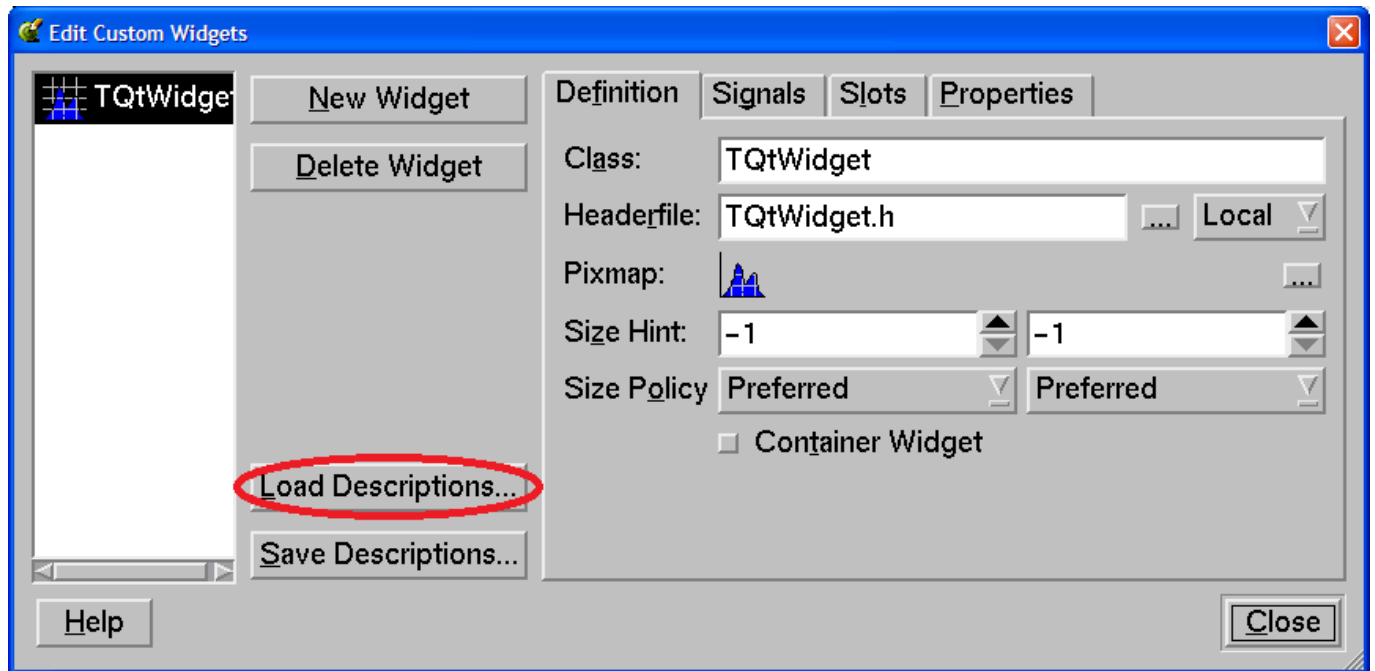 Edit Custom Widgets
TQtWidget
New Widget
Delete Widget
Load Descriptions...
Save Descriptions...
Definition
Signals
Slots
Properties
Class:
TQtWidget
Headerfile:
TQtWidget.h
...
Local
Pixmap:
...
Size Hint:
-1
-1
Size Policy
Preferred
Preferred
Container Widget
Help
Close